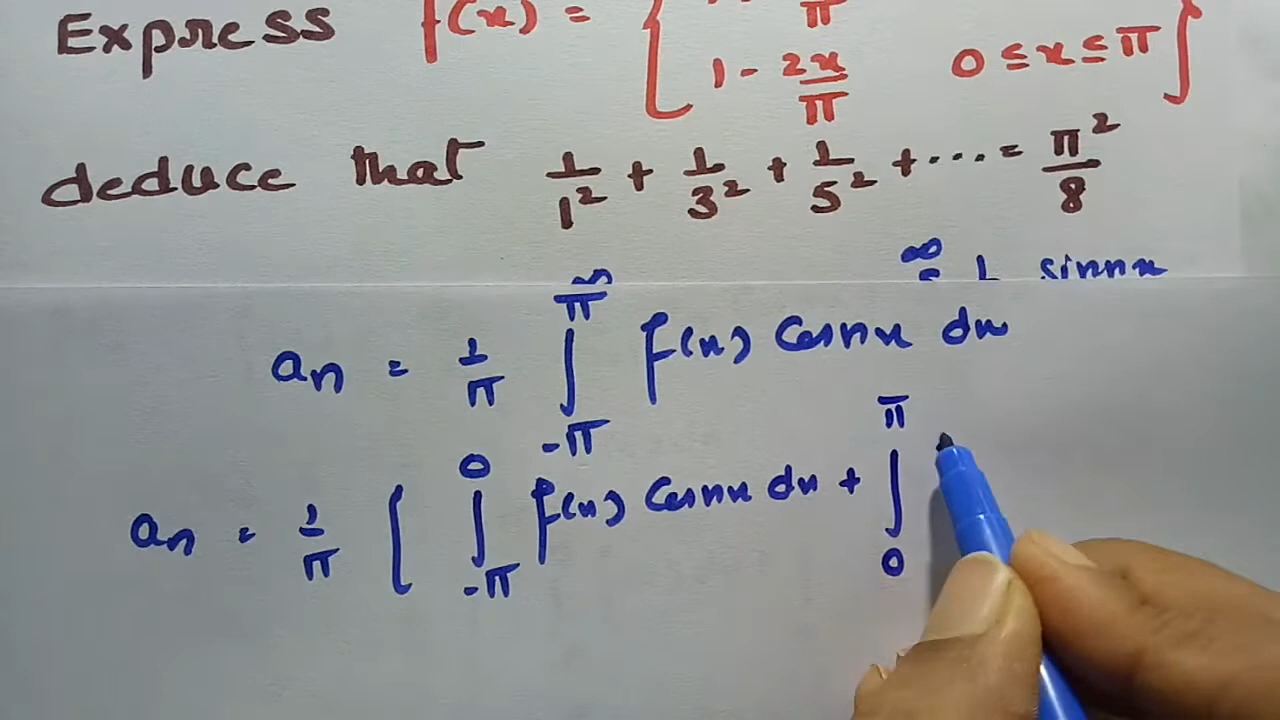 Express f(x) = { π
1 - 2x/π 0 ≤ x ≤ π }
deduce that 1/1² + 1/3² + 1/5² + ... = π²/8
∞ sinnx
aₙ = 1/π ∫_{-π}^{π} f(x) cosnx dx
aₙ = 1/π [ ∫_{-π}^{0} f(x) cosnx dx + ∫_{0}^{π}